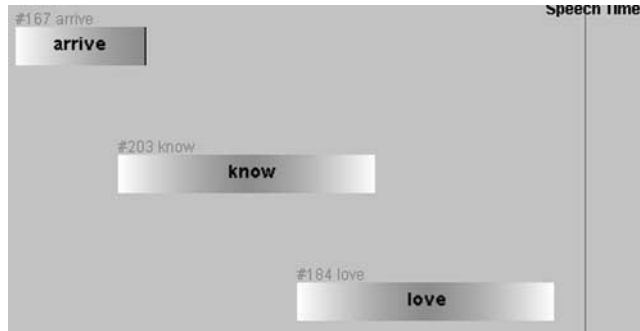 Speech Time
#167 arrive
arrive
#203 know
know
#184 love
love